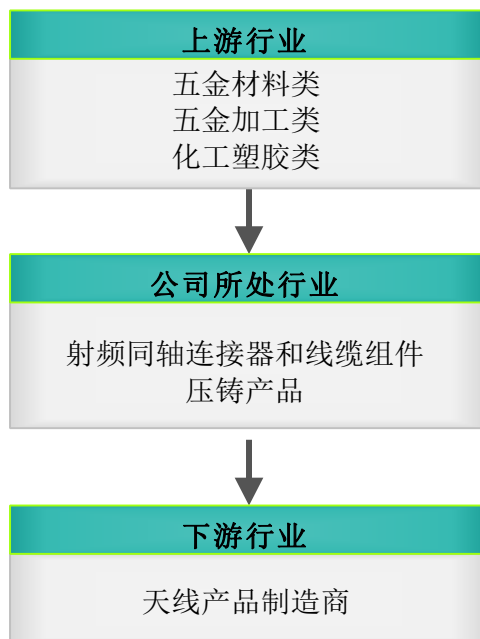 上游行业
五金材料类
五金加工类
化工塑胶类
公司所处行业
射频同轴连接器和线缆组件
压铸产品
下游行业
天线产品制造商